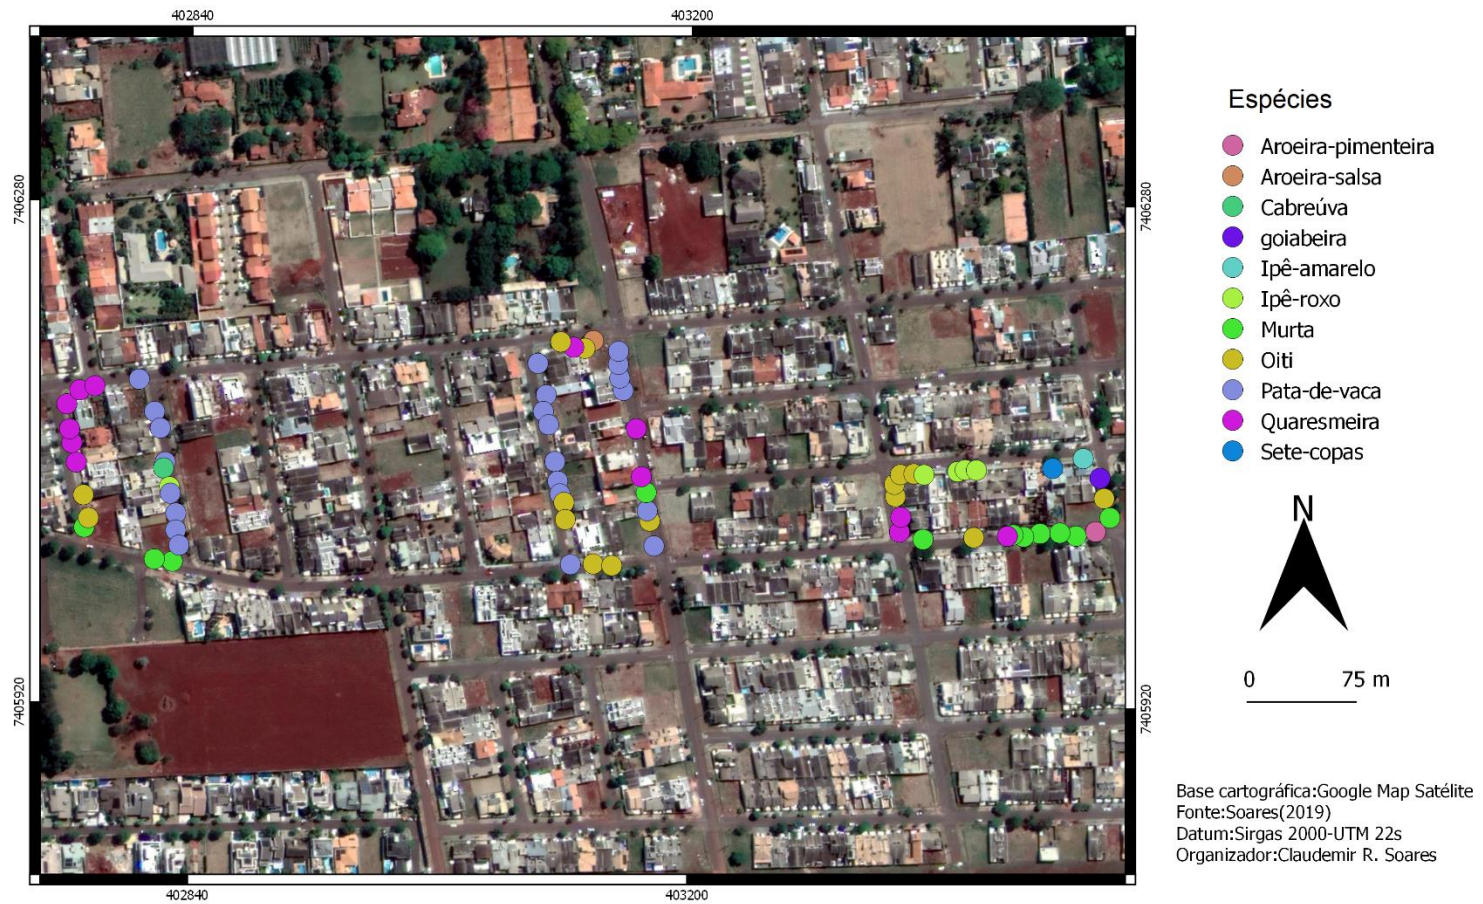 402840
403200
7406280
7406280
7405920
7405920
402840
403200
Espécies
Aroeira-pimenteira
Aroeira-salsa
Cabreúva
goiabeira
Ipê-amarelo
Ipê-roxo
Murta
Oiti
Pata-de-vaca
Quaresmeira
Sete-copas
N
0 75 m
Base cartográfica:Google Map Satélite
Fonte:Soares(2019)
Datum:Sirgas 2000-UTM 22s
Organizador:Claudemir R. Soares